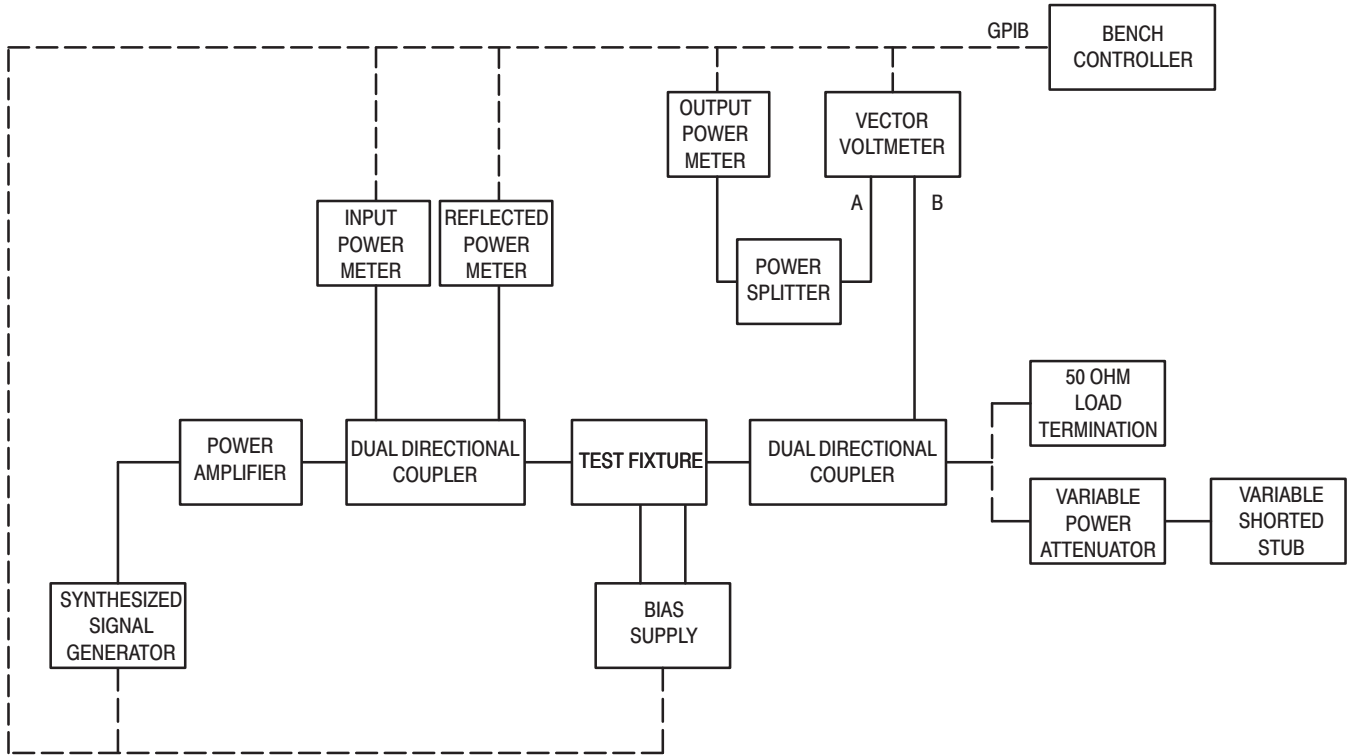 GPIB
BENCH
CONTROLLER
OUTPUT
POWER
METER
VECTOR
VOLTMETER
A
B
INPUT
POWER
METER
REFLECTED
POWER
METER
POWER
SPLITTER
50 OHM
LOAD
TERMINATION
POWER
AMPLIFIER
DUAL DIRECTIONAL
COUPLER
TEST FIXTURE
DUAL DIRECTIONAL
COUPLER
VARIABLE
POWER
ATTENUATOR
VARIABLE
SHORTED
STUB
SYNTHESIZED
SIGNAL
GENERATOR
BIAS
SUPPLY